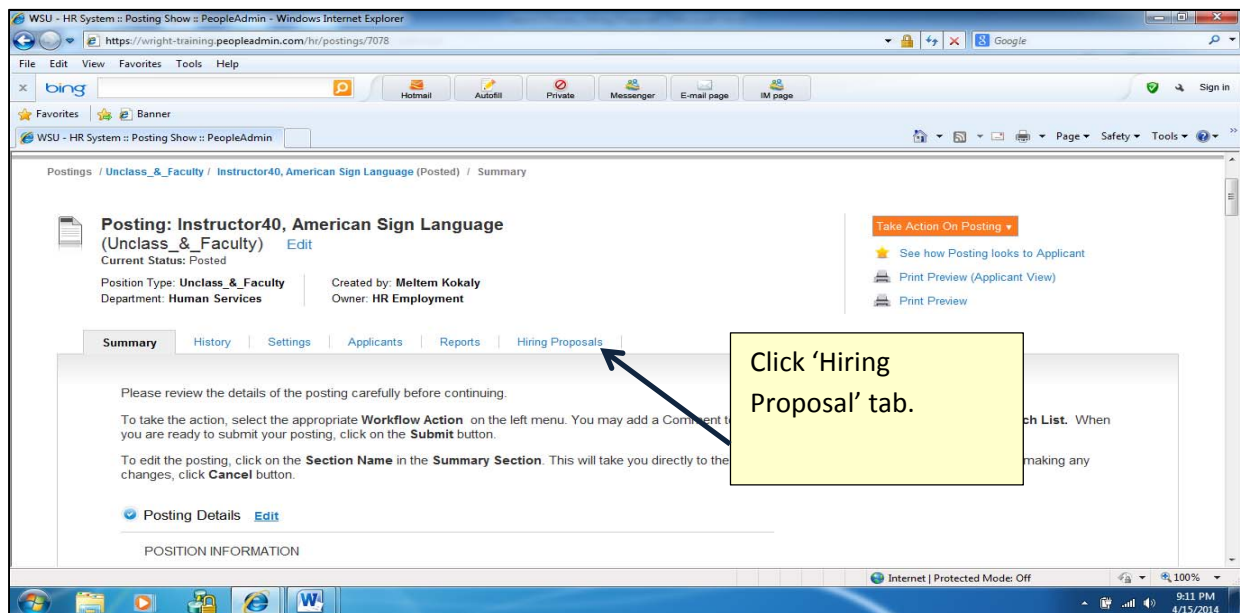 WSU - HR System :: Posting Show :: PeopleAdmin - Windows Internet Explorer
https://wright-training.peopleadmin.com/hr/postings/7078
Google
File Edit View Favorites Tools Help
x bing
Hotmail Autofill Private Messenger E-mail page IM page
Sign in
Favorites Banner
WSU - HR System :: Posting Show :: PeopleAdmin
Page Safety Tools
Postings / Unclass_&_Faculty / Instructor40, American Sign Language (Posted) / Summary
Posting: Instructor40, American Sign Language
(Unclass_&_Faculty) Edit
Current Status: Posted
Position Type: Unclass_&_Faculty
Department: Human Services
Created by: Meltem Kokaly
Owner: HR Employment
Take Action On Posting
See how Posting looks to Applicant
Print Preview (Applicant View)
Print Preview
Summary History Settings Applicants Reports Hiring Proposals
Click 'Hiring
Proposal' tab.
Please review the details of the posting carefully before continuing.
To take the action, select the appropriate Workflow Action on the left menu. You may add a Comment t ch List. When
you are ready to submit your posting, click on the Submit button.
To edit the posting, click on the Section Name in the Summary Section. This will take you directly to the making any
changes, click Cancel button.
Posting Details Edit
POSITION INFORMATION
Internet | Protected Mode: Off
100%
W
9:11 PM
4/15/2014